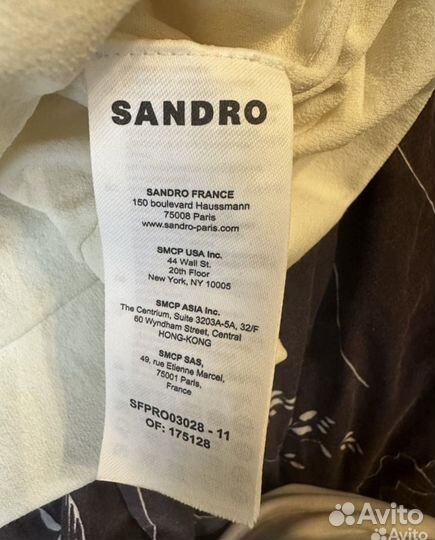 SANDRO
SANDRO FRANCE
150 boulevard Haussmann
75008 Paris
www.sandro-paris.com
SMCP USA Inc.
44 Wall St.
20th Floor
New York, NY 10005
SMCP ASIA Inc.
The Centrium, Suite 3203A-5A, 32/F
60 Wyndham Street, Central
HONG-KONG
SMCP SAS,
49, rue Etienne Marcel,
75001 Paris,
France
SFPRO03028 - 11
OF: 175128
Avito
Avito